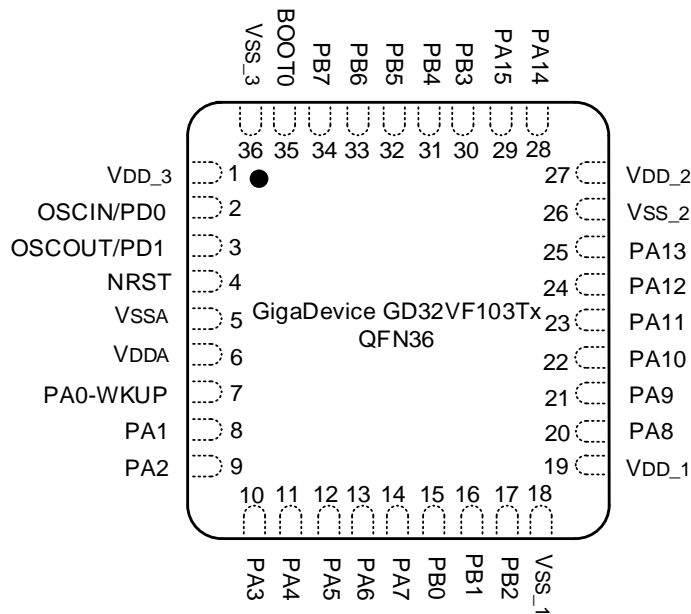 VSS_3 BOOT0 PB7 PB6 PB5 PB4 PB3 PA15 PA14
36 35 34 33 32 31 30 29 28
VDD_3 1 27 VDD_2
OSCIN/PD0 2 26 VSS_2
OSCOUT/PD1 3 25 PA13
NRST 4 24 PA12
VSSA 5 GigaDevice GD32VF103Tx 23 PA11
QFN36
VDDA 6 22 PA10
PA0-WKUP 7 21 PA9
PA1 8 20 PA8
PA2 9 19 VDD_1
10 11 12 13 14 15 16 17 18
PA3 PA4 PA5 PA6 PA7 PB0 PB1 PB2 VSS_1